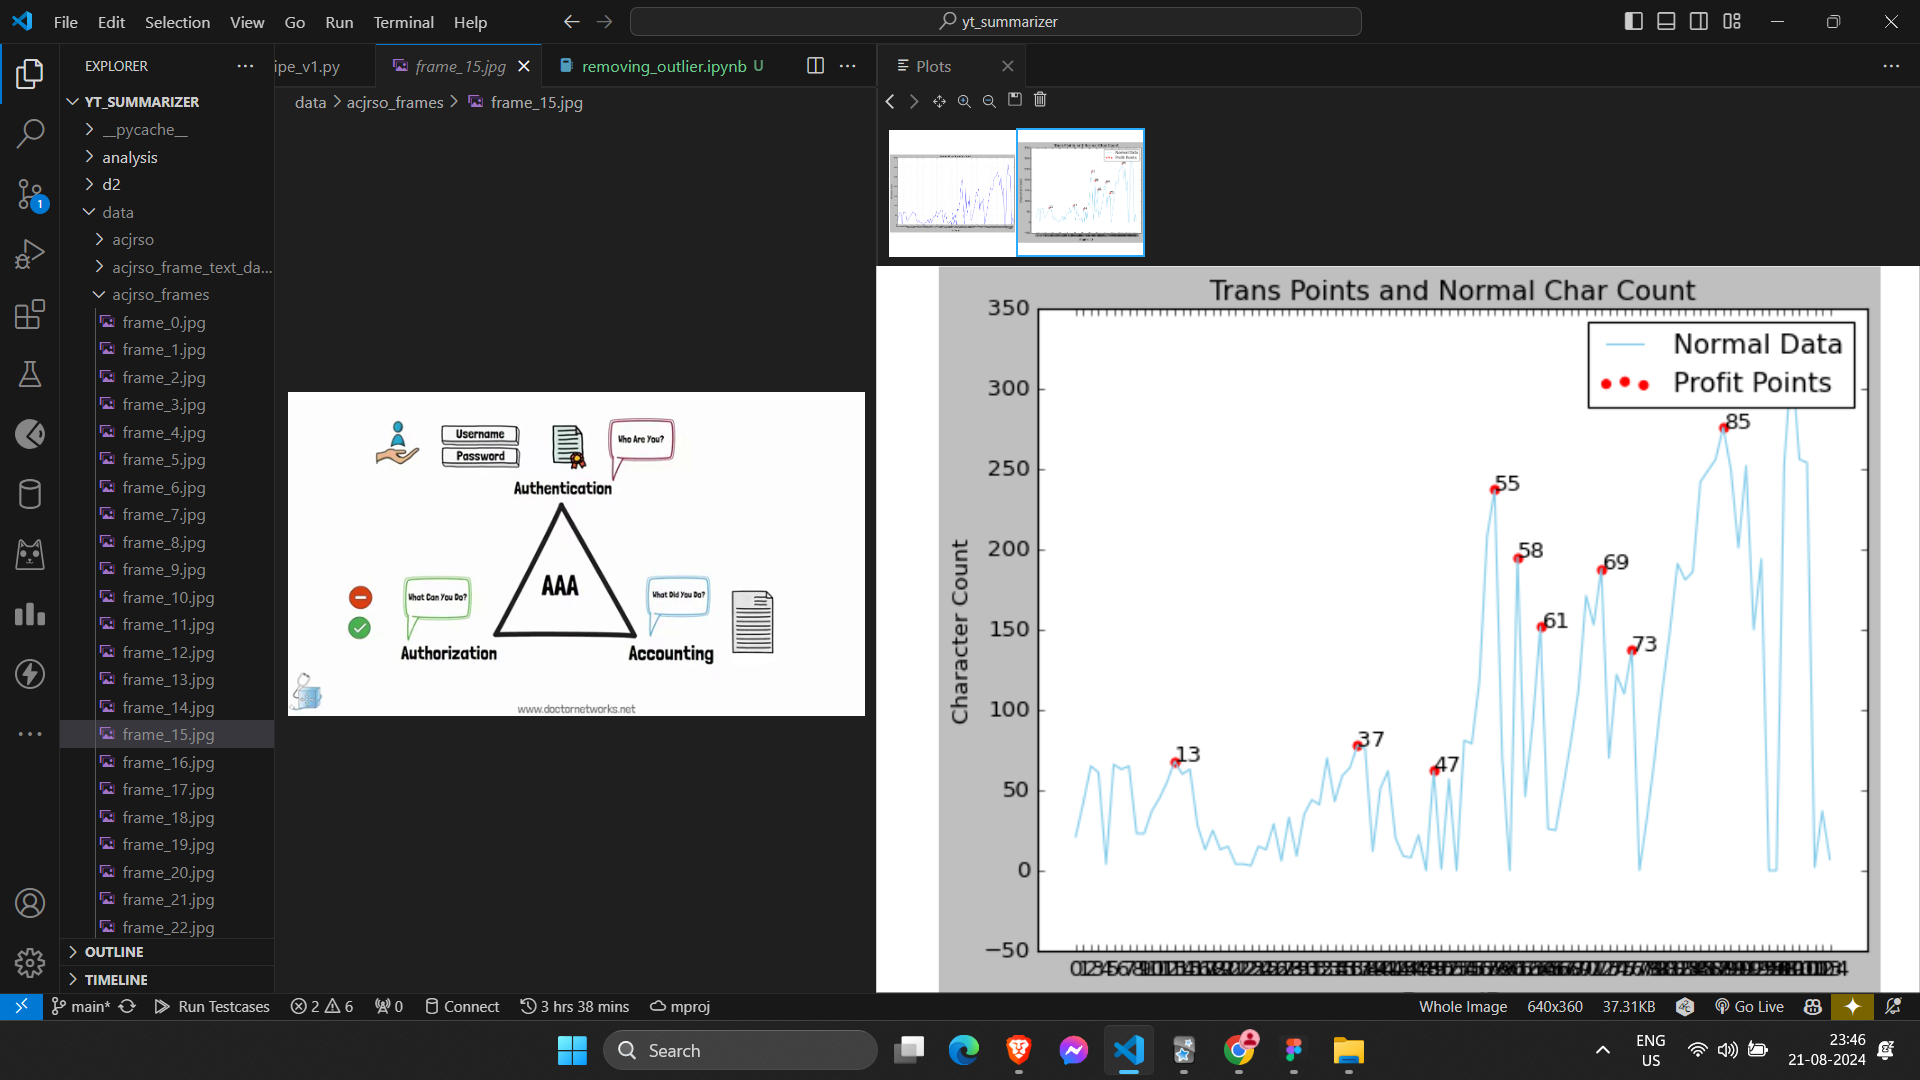 File Edit Selection View Go Run Terminal Help
yt_summarizer
EXPLORER
YT_SUMMARIZER
__pycache__
analysis
d2
data
acjrso
acjrso_frame_text_da...
acjrso_frames
frame_0.jpg
frame_1.jpg
frame_2.jpg
frame_3.jpg
frame_4.jpg
frame_5.jpg
frame_6.jpg
frame_7.jpg
frame_8.jpg
frame_9.jpg
frame_10.jpg
frame_11.jpg
frame_12.jpg
frame_13.jpg
frame_14.jpg
frame_15.jpg
frame_16.jpg
frame_17.jpg
frame_18.jpg
frame_19.jpg
frame_20.jpg
frame_21.jpg
frame_22.jpg
OUTLINE
TIMELINE
1
ipe_v1.py frame_15.jpg removing_outlier.ipynb U
data acjrso_frames frame_15.jpg
Username
Password
Who Are You?
Authentication
AAA
What Can You Do?
What Did You Do?
Authorization
Accounting
www.doctornetworks.net
Plots
Trans Points and Normal Char Count
Normal Data
Profit Points
350
300
250
200
150
100
50
0
−50
Character Count
13
37
47
55
58
61
69
73
85
main* Run Testcases 2 6 0 Connect 3 hrs 38 mins mproj
Whole Image 640x360 37.31KB Go Live
Search
ENG
US
23:46
21-08-2024